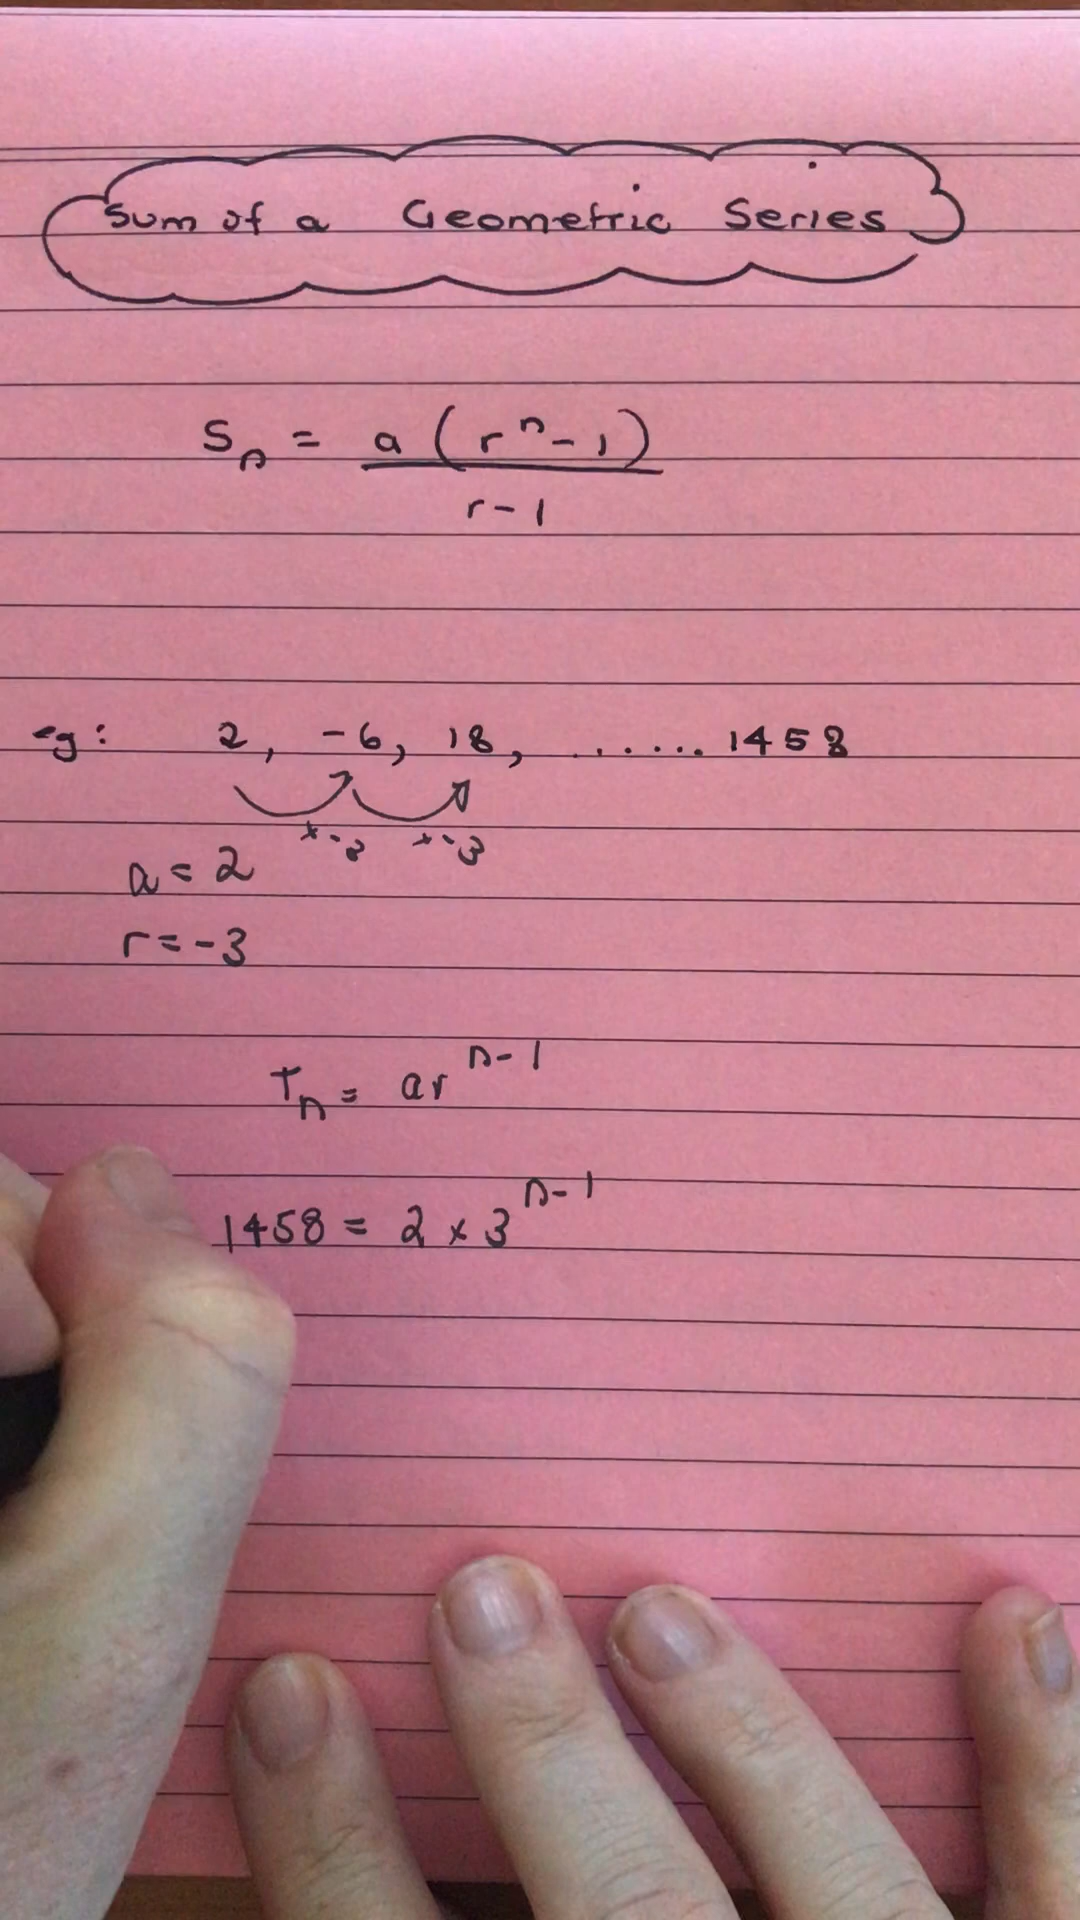 Sum of a Geometric Series
Sn = a(r^n - 1)
r - 1
eg: 2, -6, 18, ...... 1458
x-3 x-3
a = 2
r = -3
Tn = ar^n-1
1458 = 2 x 3^n-1